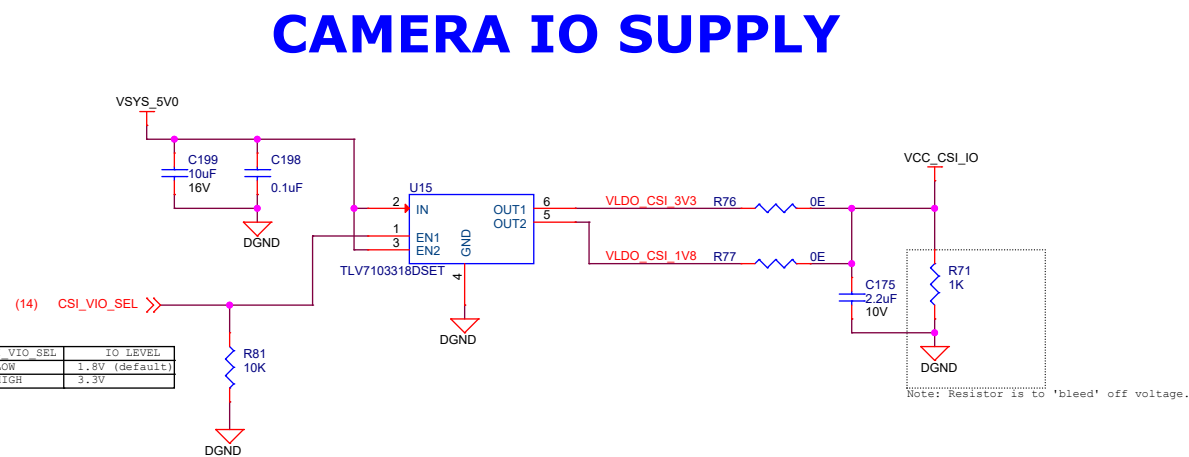 CAMERA IO SUPPLY
VSYS_5V0
C199
10uF
16V
C198
0.1uF
DGND
U15
2 IN
1 EN1
3 EN2
GND
4
OUT1 6
OUT2 5
TLV7103318DSET
DGND
VLDO_CSI_3V3 R76 0E
VLDO_CSI_1V8 R77 0E
VCC_CSI_IO
C175
2.2uF
10V
R71
1K
DGND
Note: Resistor is to 'bleed' off voltage.
(14) CSI_VIO_SEL
R81
10K
DGND
_VIO_SEL IO LEVEL
OW 1.8V (default)
IGH 3.3V